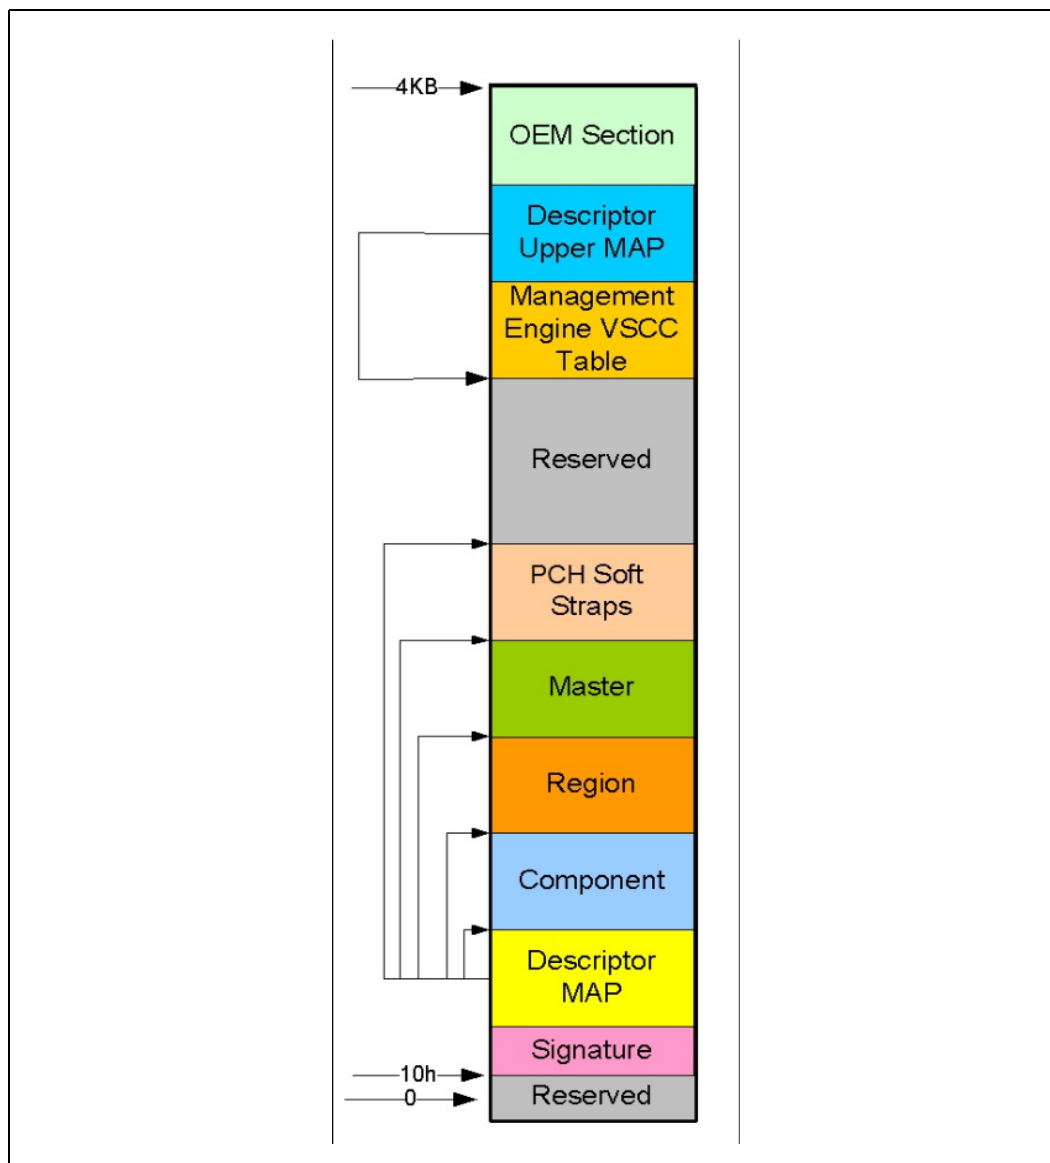 4KB
OEM Section
Descriptor
Upper MAP
Management
Engine VSCC
Table
Reserved
PCH Soft
Straps
Master
Region
Component
Descriptor
MAP
Signature
10h
0
Reserved